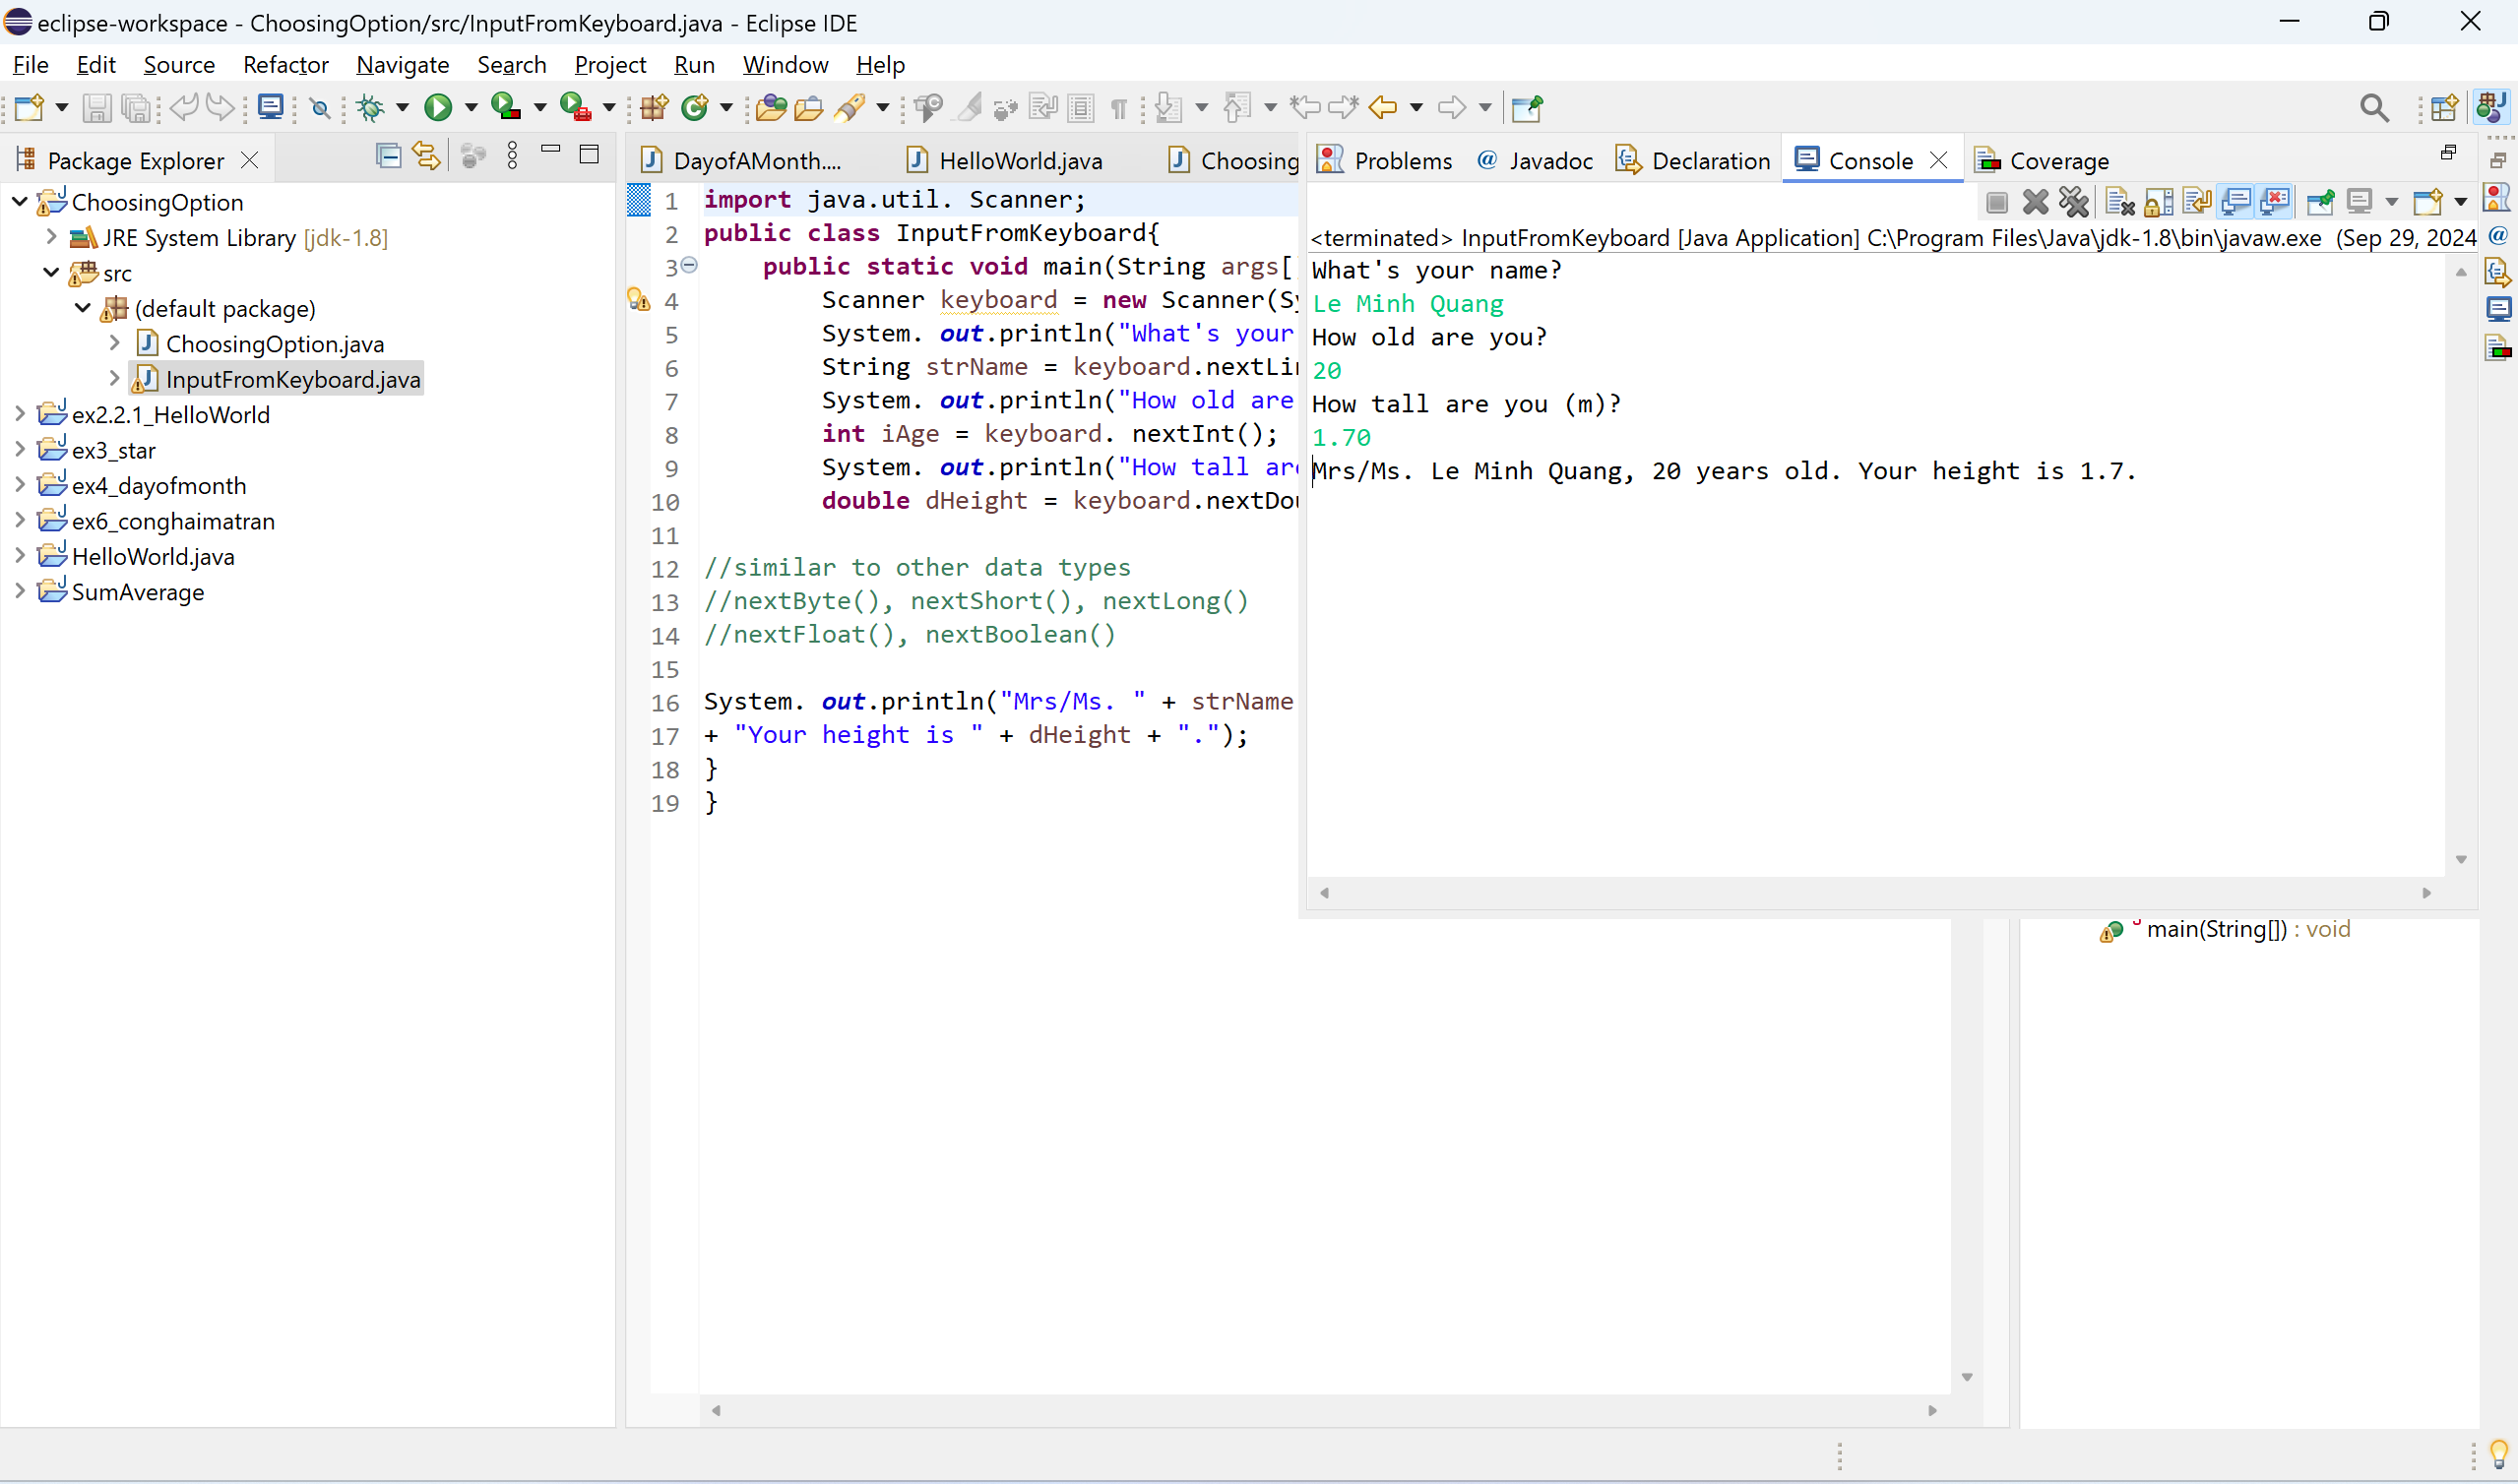 eclipse-workspace - ChoosingOption/src/InputFromKeyboard.java - Eclipse IDE
File Edit Source Refactor Navigate Search Project Run Window Help
Package Explorer
ChoosingOption
JRE System Library [jdk-1.8]
src
(default package)
ChoosingOption.java
InputFromKeyboard.java
ex2.2.1_HelloWorld
ex3_star
ex4_dayofmonth
ex6_conghaimatran
HelloWorld.java
SumAverage
DayofAMonth.... HelloWorld.java Choosing
1 import java.util. Scanner;
2 public class InputFromKeyboard{
3 public static void main(String args[
4 Scanner keyboard = new Scanner(Sy
5 System. out.println("What's your
6 String strName = keyboard.nextLi
7 System. out.println("How old are
8 int iAge = keyboard. nextInt();
9 System. out.println("How tall are
10 double dHeight = keyboard.nextDou
11
12 //similar to other data types
13 //nextByte(), nextShort(), nextLong()
14 //nextFloat(), nextBoolean()
15
16 System. out.println("Mrs/Ms. " + strName
17 + "Your height is " + dHeight + ".");
18 }
19 }
Problems @ Javadoc Declaration Console Coverage
<terminated> InputFromKeyboard [Java Application] C:\Program Files\Java\jdk-1.8\bin\javaw.exe (Sep 29, 2024
What's your name?
Le Minh Quang
How old are you?
20
How tall are you (m)?
1.70
Mrs/Ms. Le Minh Quang, 20 years old. Your height is 1.7.
main(String[]) : void